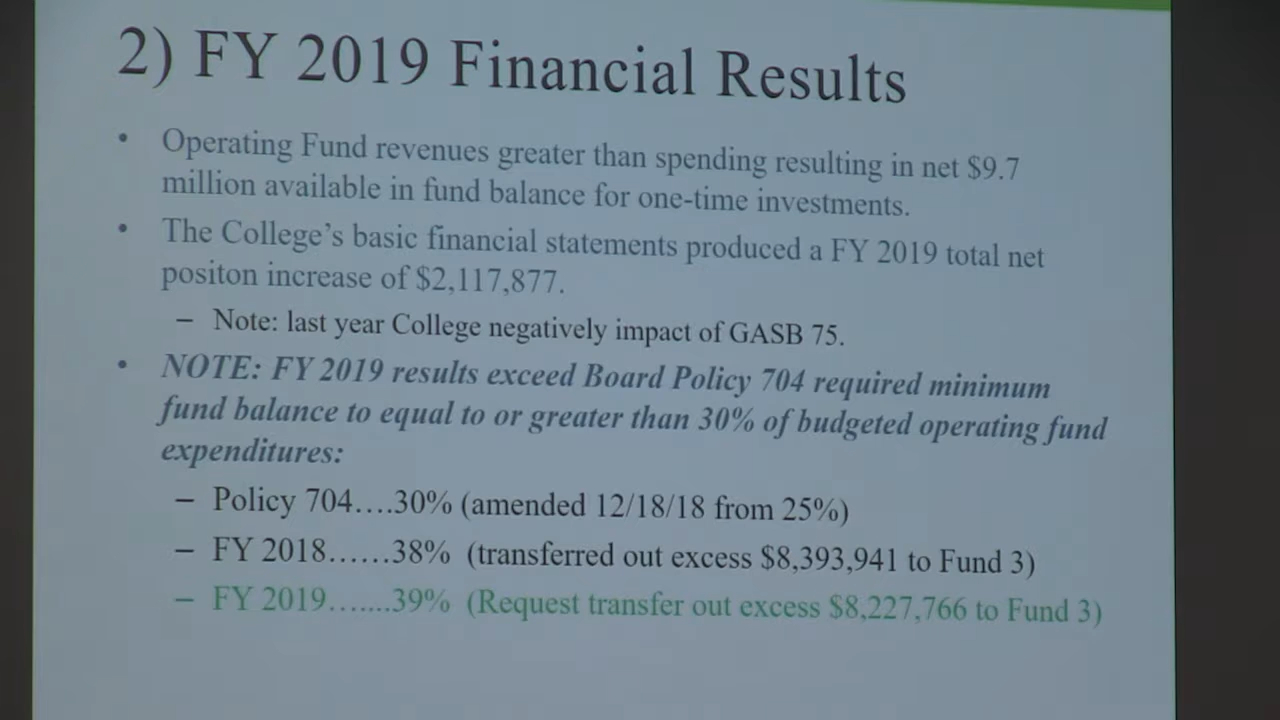 2) FY 2019 Financial Results
• Operating Fund revenues greater than spending resulting in net $9.7
million available in fund balance for one-time investments.
• The College's basic financial statements produced a FY 2019 total net
positon increase of $2,117,877.
– Note: last year College negatively impact of GASB 75.
• NOTE: FY 2019 results exceed Board Policy 704 required minimum
fund balance to equal to or greater than 30% of budgeted operating fund
expenditures:
– Policy 704….30% (amended 12/18/18 from 25%)
– FY 2018……38% (transferred out excess $8,393,941 to Fund 3)
– FY 2019…....39% (Request transfer out excess $8,227,766 to Fund 3)